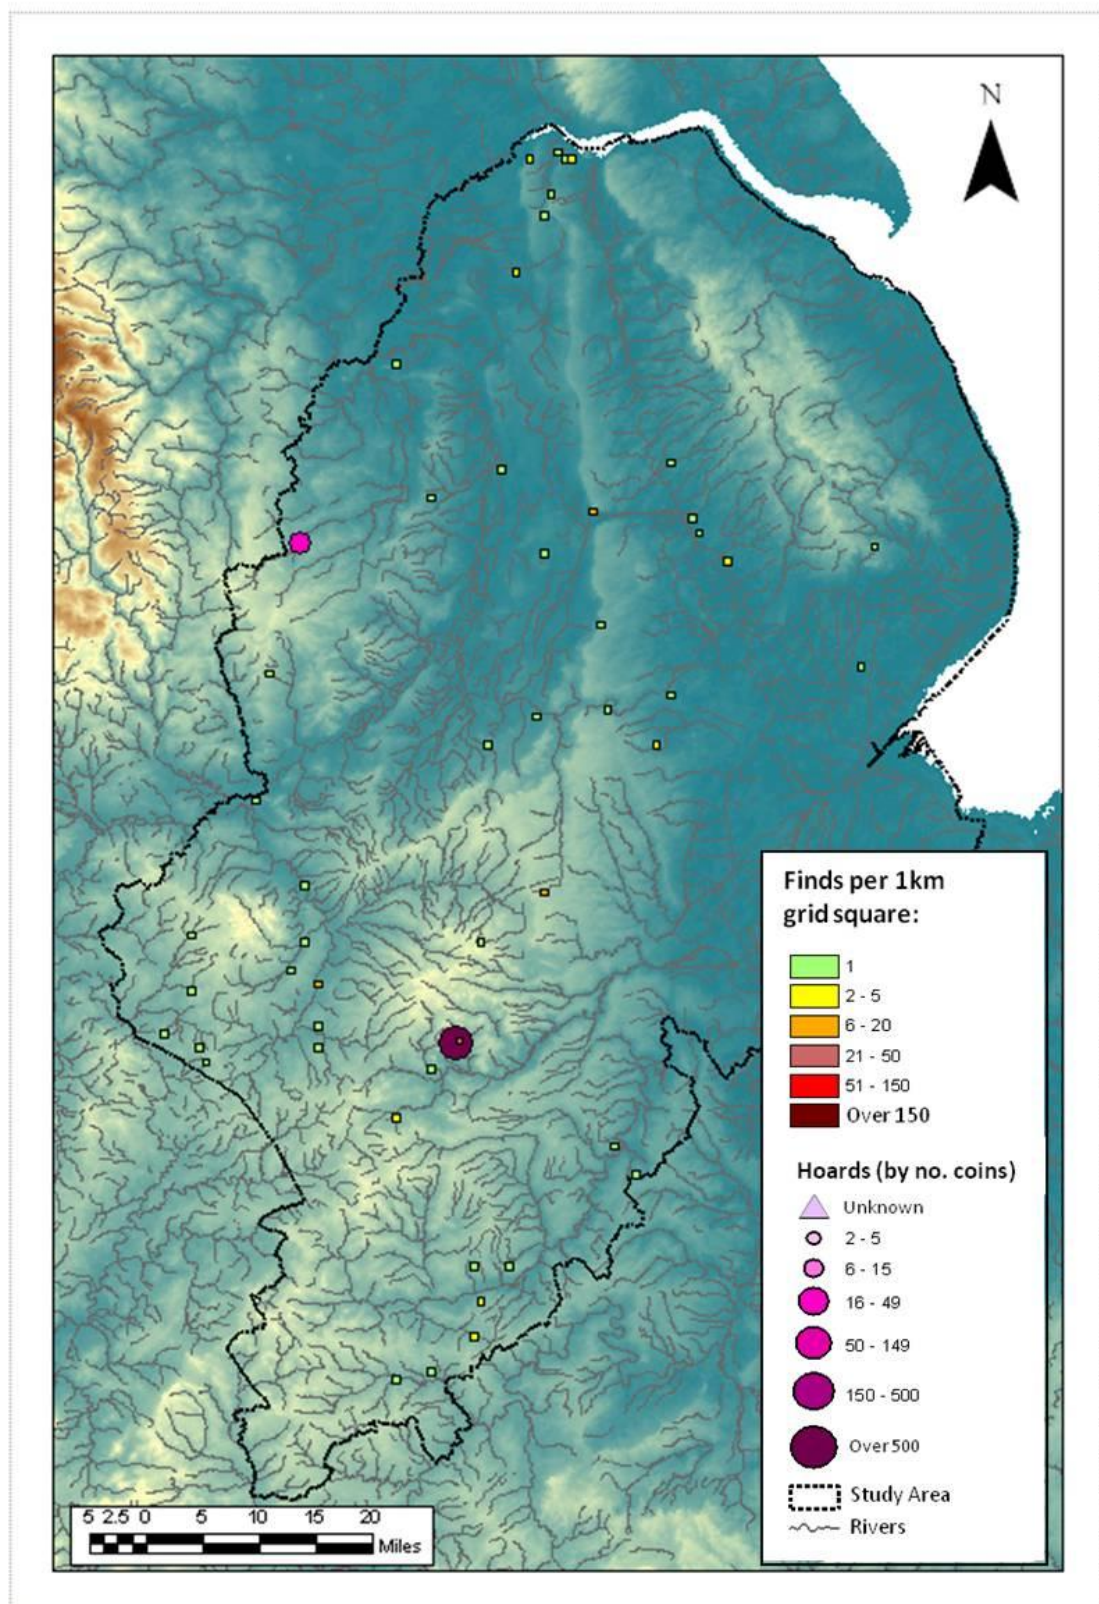 N
Finds per 1km
grid square:
1
2 - 5
6 - 20
21 - 50
51 - 150
Over 150
Hoards (by no. coins)
Unknown
2 - 5
6 - 15
16 - 49
50 - 149
150 - 500
Over 500
Study Area
Rivers
5 2.5 0 5 10 15 20
Miles